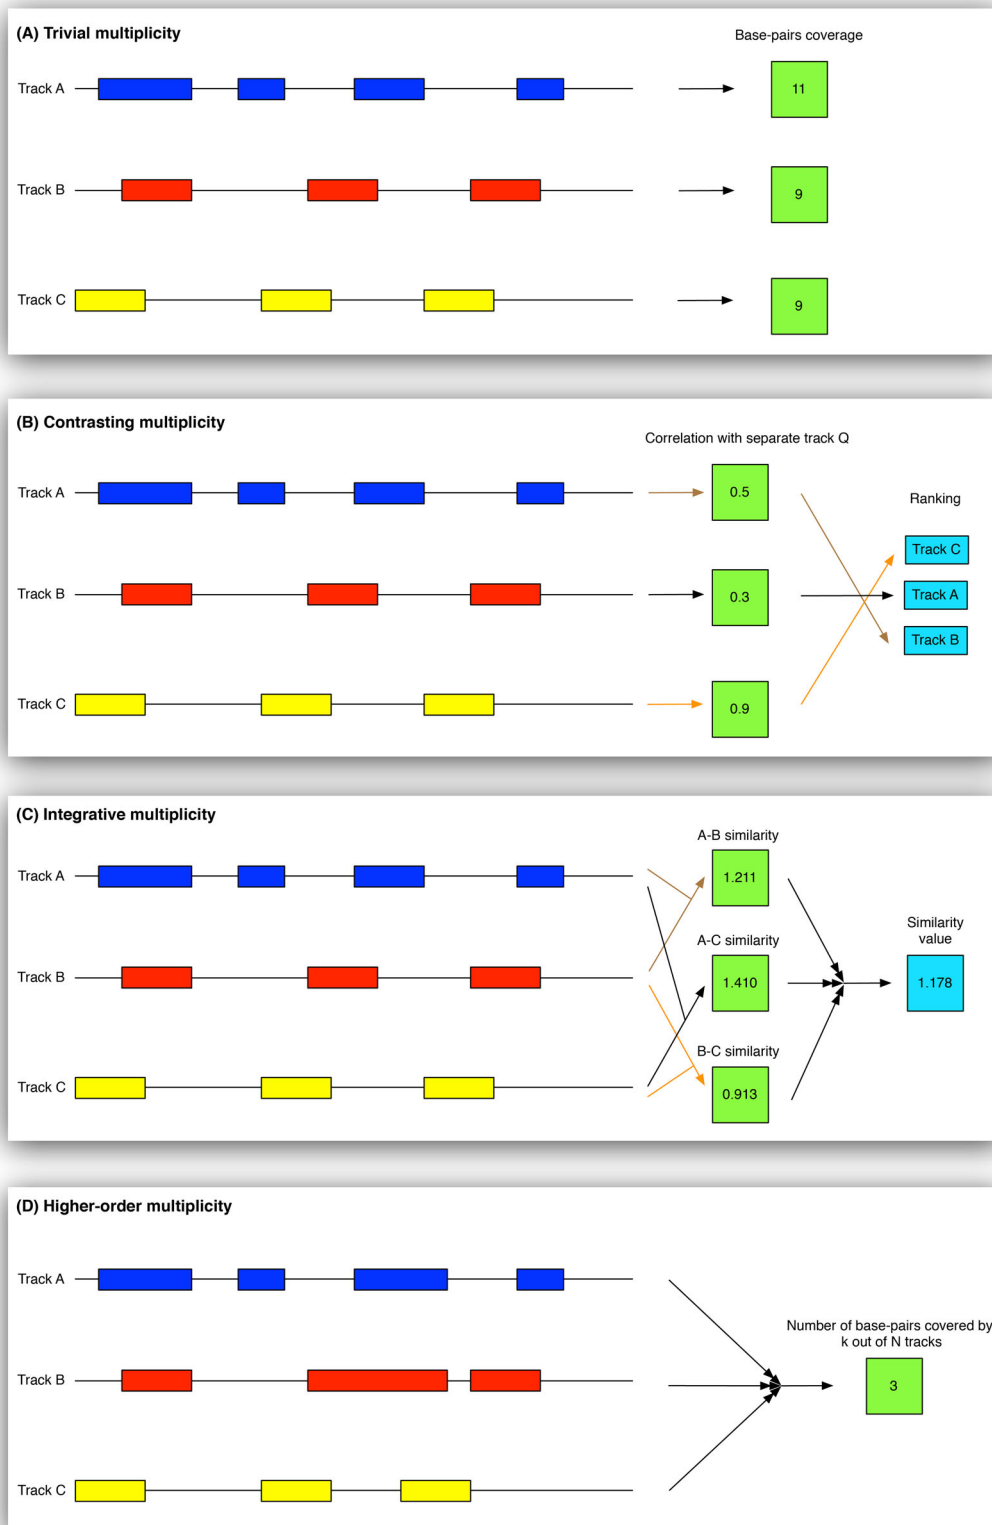 (A) Trivial multiplicity
Base-pairs coverage
Track A
11
Track B
9
Track C
9
(B) Contrasting multiplicity
Correlation with separate track Q
Track A
0.5
Ranking
Track C
Track B
0.3
Track A
Track B
Track C
0.9
(C) Integrative multiplicity
A-B similarity
Track A
1.211
Similarity
value
A-C similarity
Track B
1.410
1.178
B-C similarity
Track C
0.913
(D) Higher-order multiplicity
Track A
Number of base-pairs covered by
k out of N tracks
Track B
3
Track C